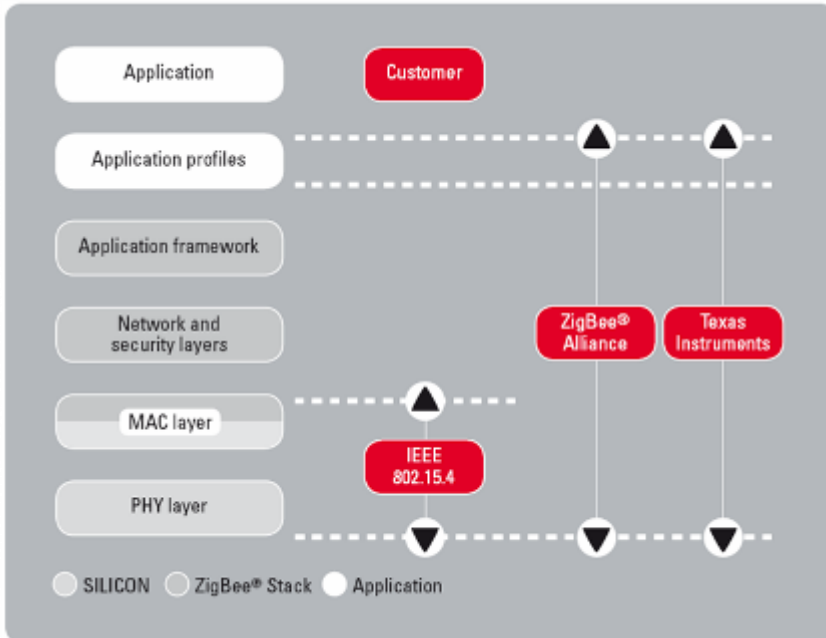 Application
Customer
Application profiles
Application framework
Network and
security layers
ZigBee® Alliance
Texas Instruments
MAC layer
IEEE
802.15.4
PHY layer
SILICON
ZigBee® Stack
Application